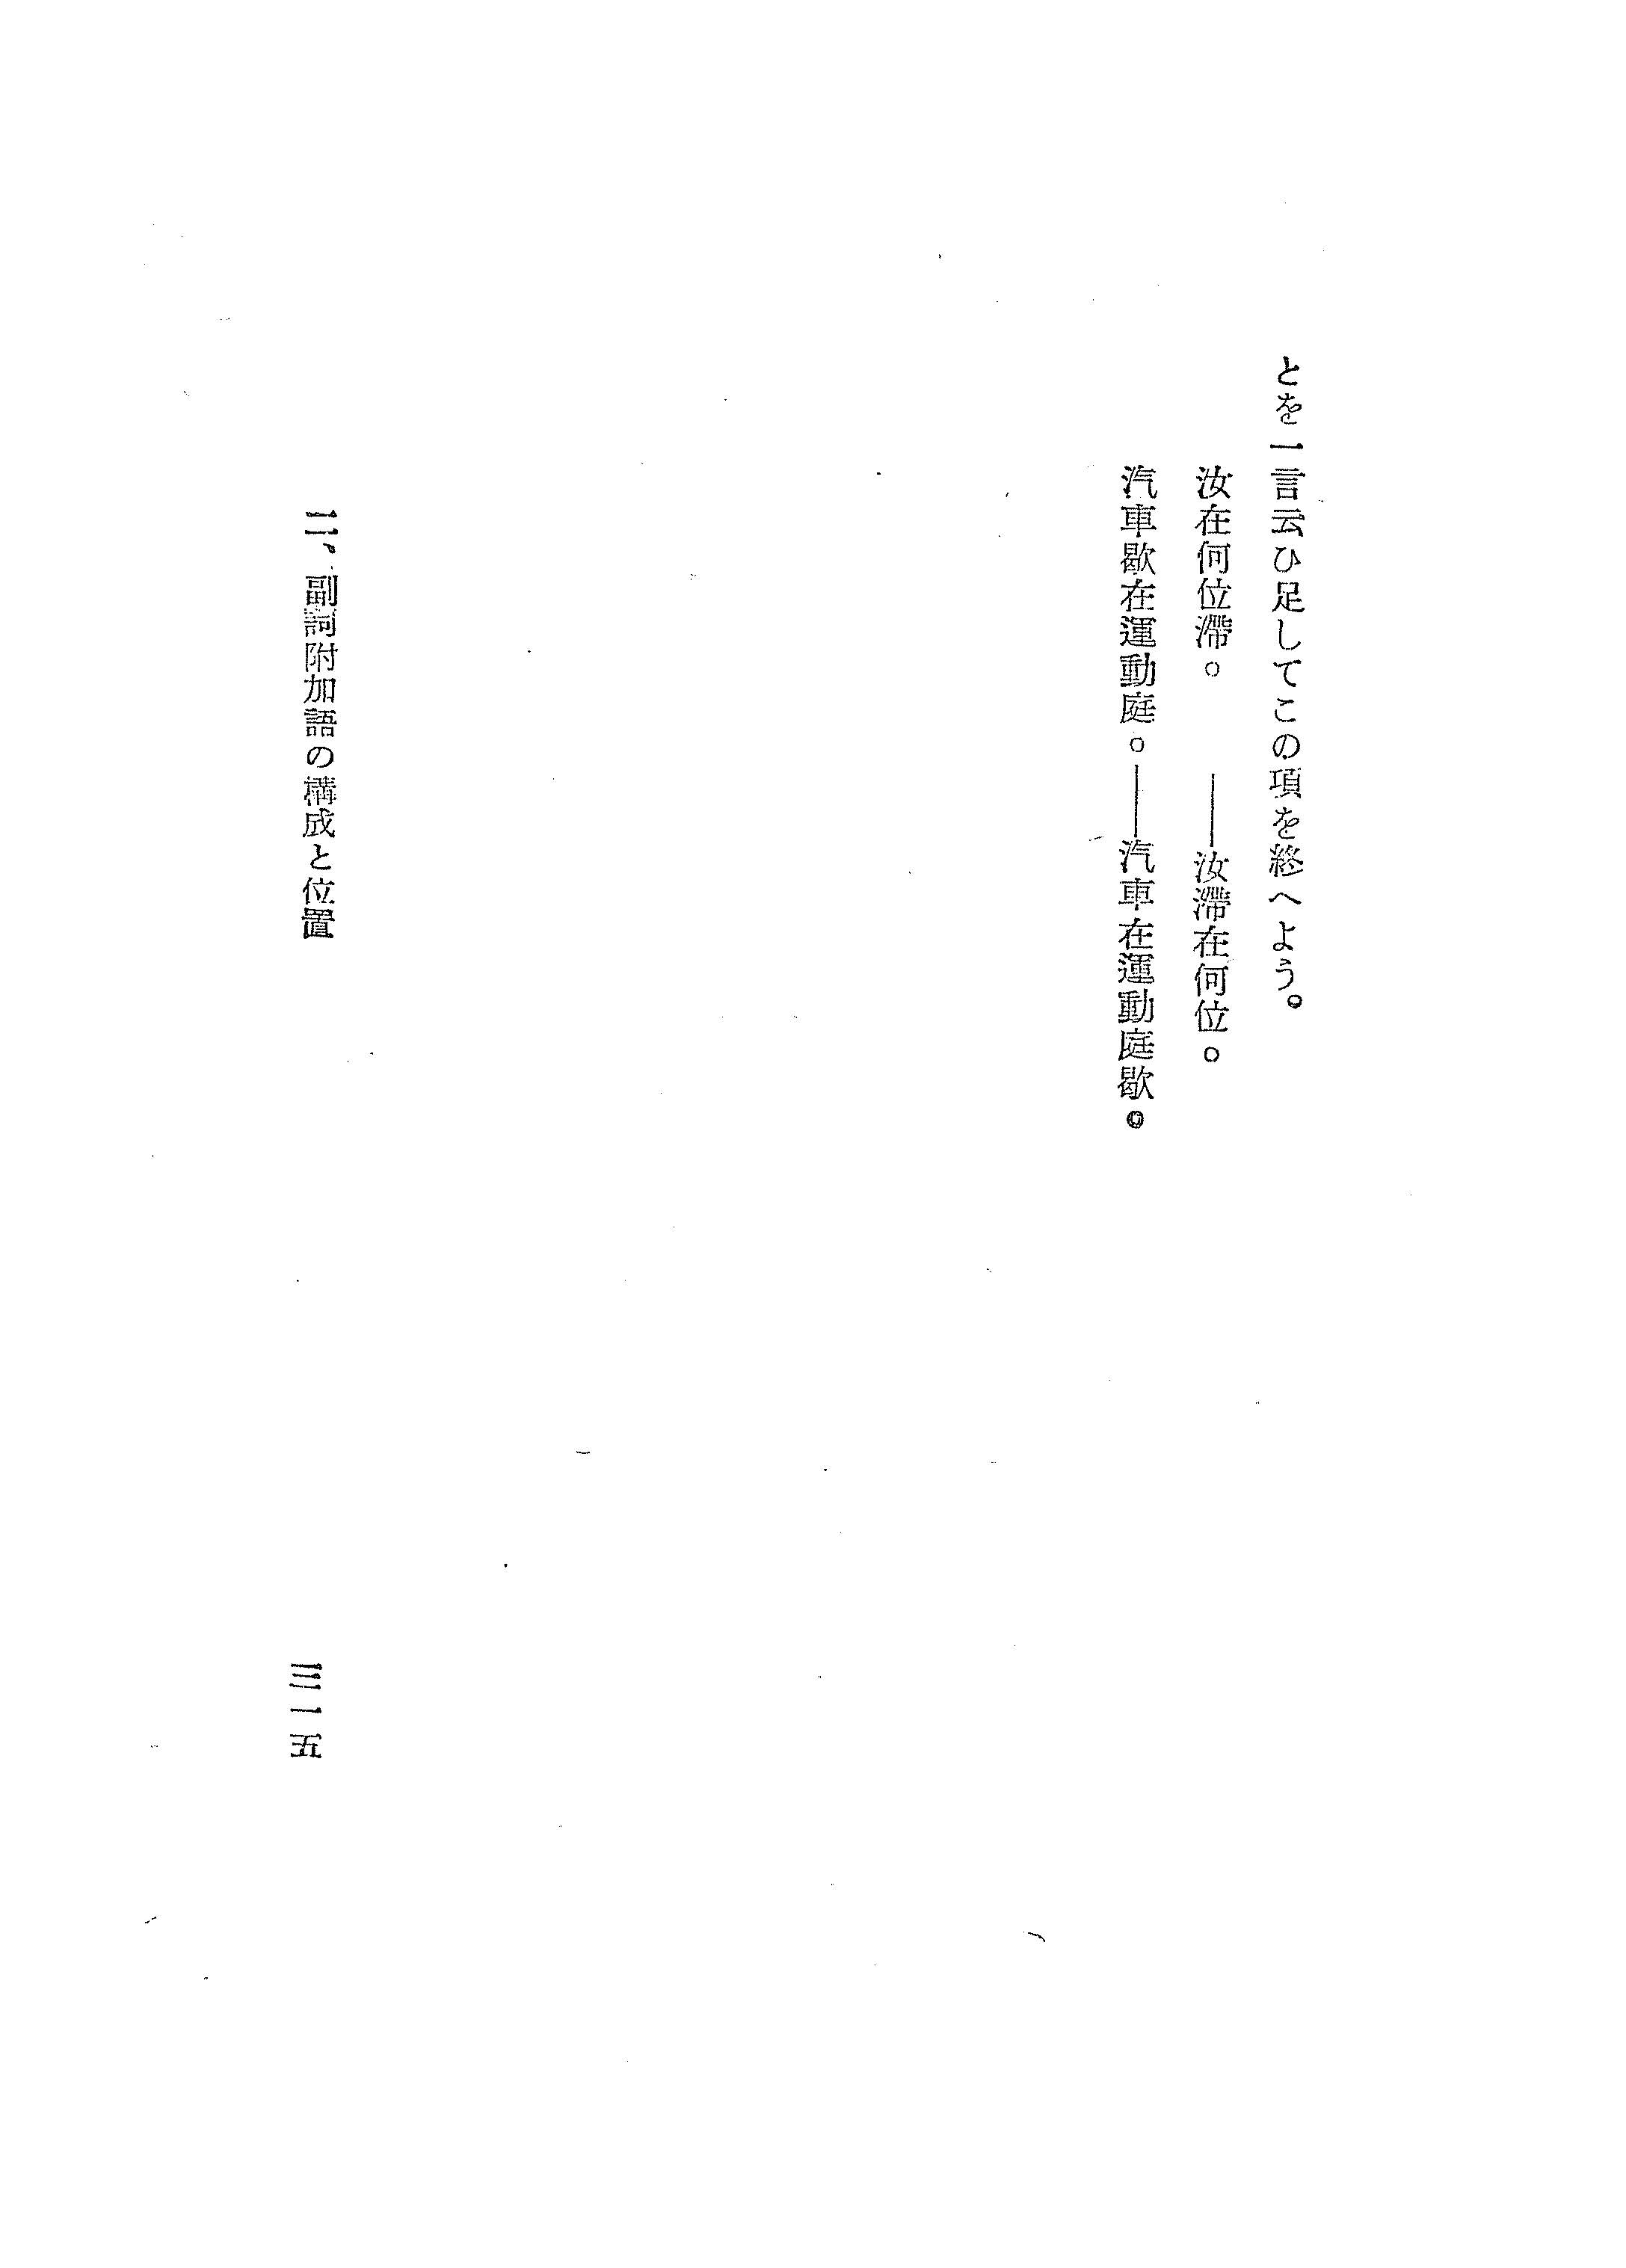 とを一言云ひ足してこの項を終へよう。
汝在何位滯。――汝滯在何位。
汽車歇在運動庭。――汽車在運動庭歇。
二、副詞附加語の構成と位置
三一五